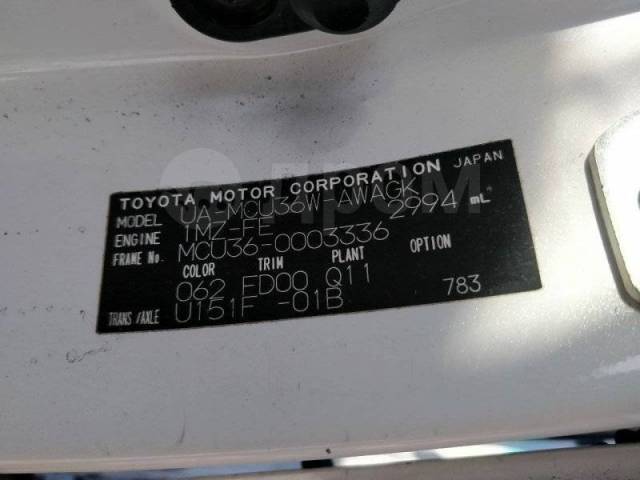 TOYOTA MOTOR CORPORATION JAPAN
MODEL UA-MCU36W-AWAGK
ENGINE 1MZ-FE 2994 mL
FRAME No. MCU36-0003336
COLOR TRIM PLANT OPTION
062 FD00 Q11
TRANS/AXLE U151F -01B 783